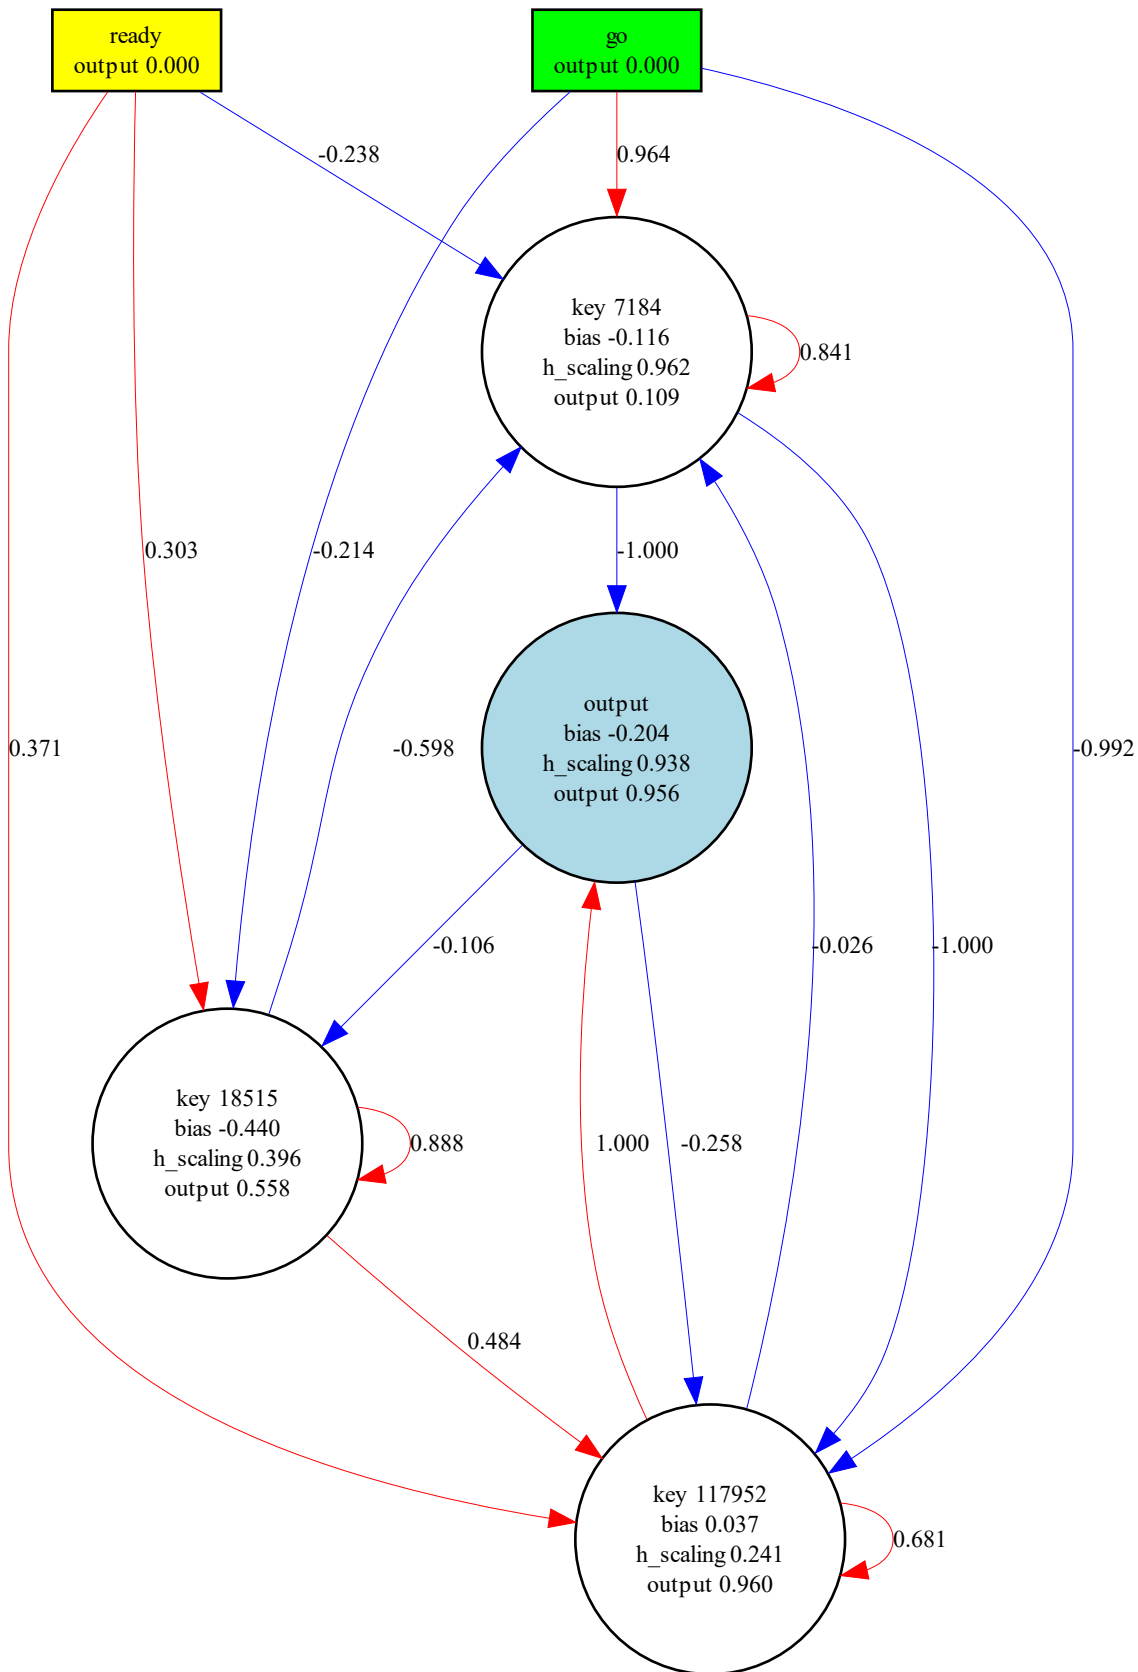 ready
output 0.000
go
output 0.000
-0.238
0.964
key 7184
bias -0.116
h_scaling 0.962
output 0.109
0.841
0.303
-0.214
-1.000
output
bias -0.204
h_scaling 0.938
output 0.956
0.371
-0.598
-0.992
-0.106
-0.026
-1.000
key 18515
bias -0.440
h_scaling 0.396
output 0.558
0.888
1.000
-0.258
0.484
key 117952
bias 0.037
h_scaling 0.241
output 0.960
0.681